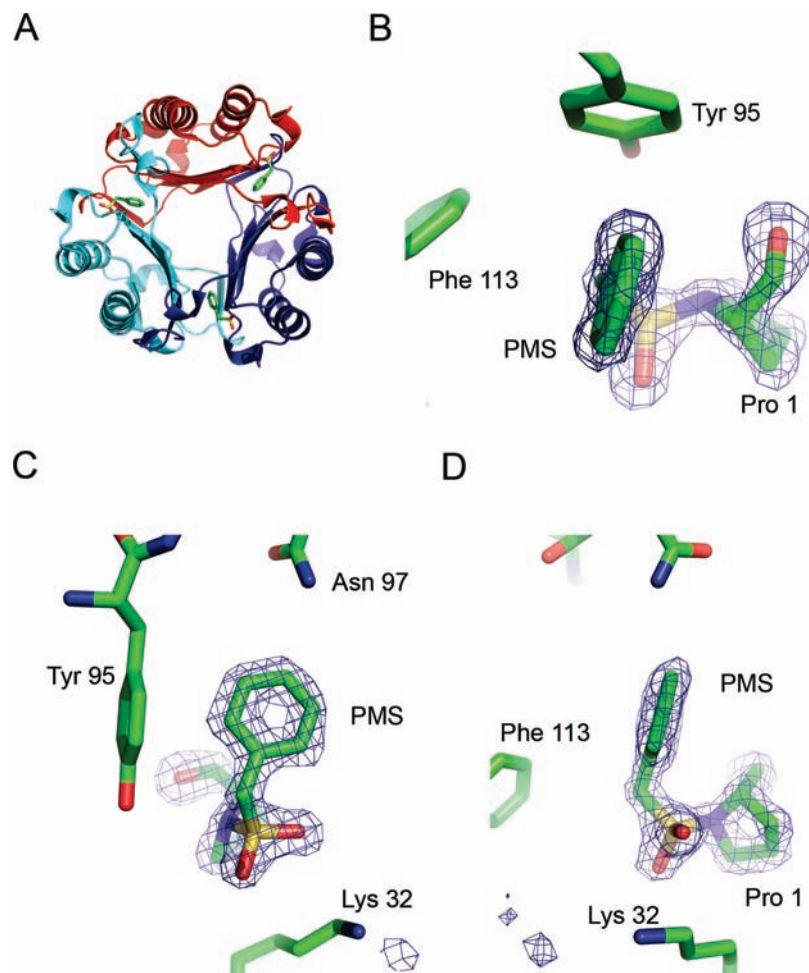 A
B
Tyr 95
Phe 113
PMS
Pro 1
C
D
Asn 97
Tyr 95
PMS
PMS
Phe 113
Lys 32
Lys 32
Pro 1